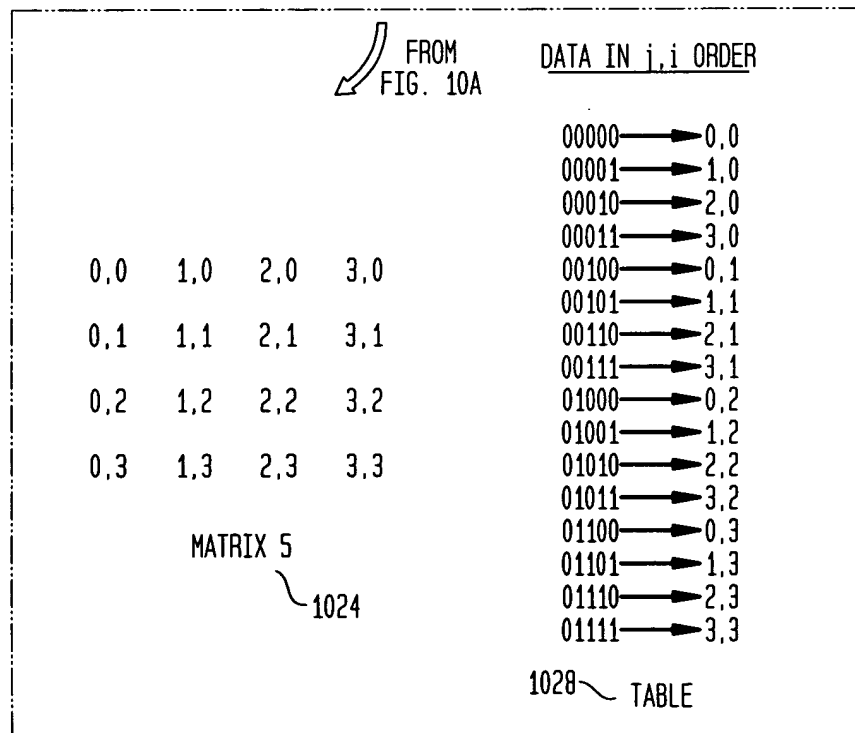 FROM
FIG. 10A
DATA IN j,i ORDER
0,0 1,0 2,0 3,0
0,1 1,1 2,1 3,1
0,2 1,2 2,2 3,2
0,3 1,3 2,3 3,3
MATRIX 5
1024
00000 0,0
00001 1,0
00010 2,0
00011 3,0
00100 0,1
00101 1,1
00110 2,1
00111 3,1
01000 0,2
01001 1,2
01010 2,2
01011 3,2
01100 0,3
01101 1,3
01110 2,3
01111 3,3
1028 TABLE